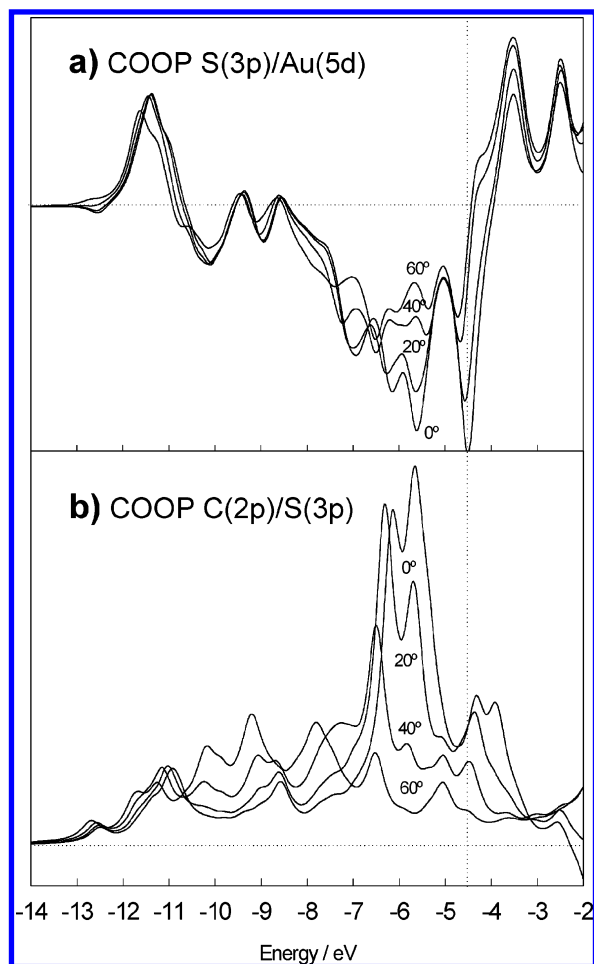 a) COOP S(3p)/Au(5d)
60º
40º
20º
0º
b) COOP C(2p)/S(3p)
0º
20º
40º
60º
-14 -13 -12 -11 -10 -9 -8 -7 -6 -5 -4 -3 -2
Energy / eV